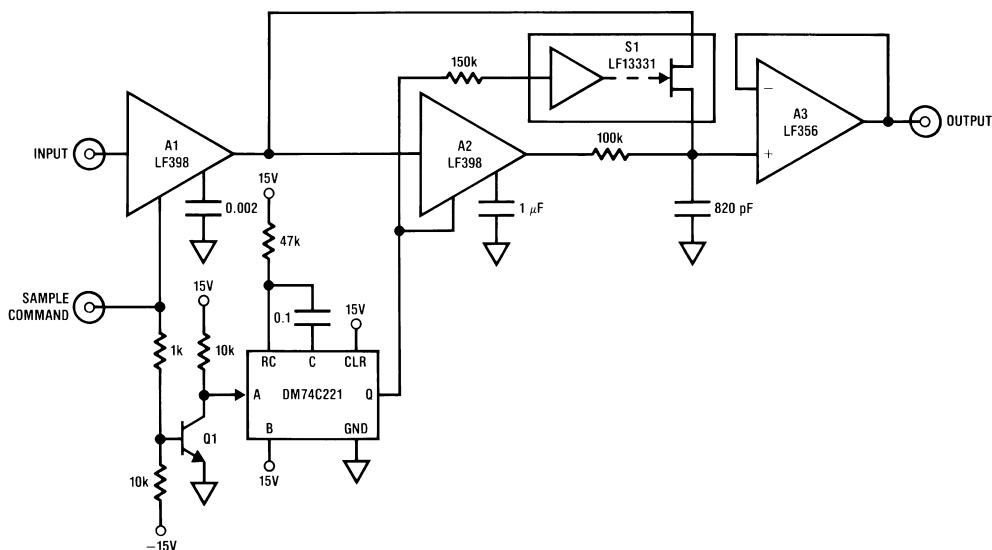 S1
LF13331
150k
INPUT
A1
LF398
A2
LF398
100k
−
A3
LF356
+
OUTPUT
0.002
15V
47k
1 μF
820 pF
SAMPLE
COMMAND
15V
1k
10k
0.1
15V
RC
C
CLR
A
DM74C221
Q
B
GND
Q1
15V
10k
−15V